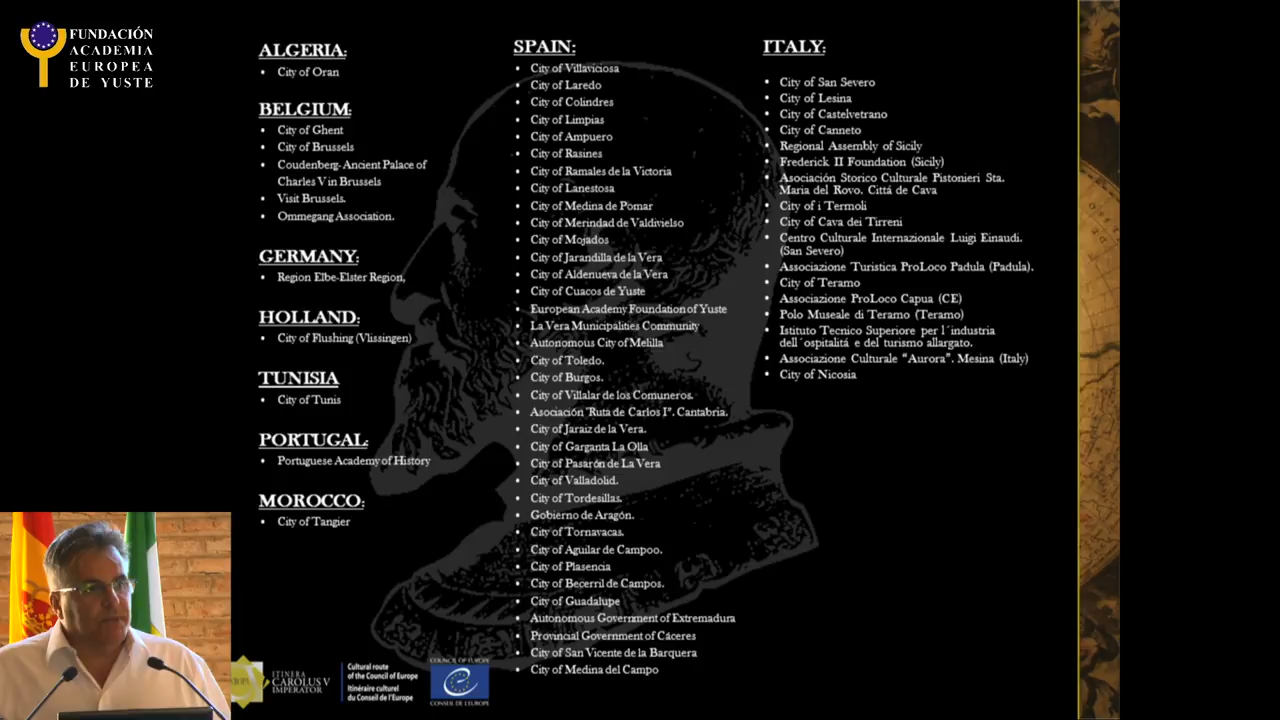 FUNDACIÓN
ACADEMIA
EUROPEA
DE YUSTE
ALGERIA:
• City of Oran
BELGIUM:
• City of Ghent
• City of Brussels
• Coudenberg- Ancient Palace of
Charles V in Brussels
• Visit Brussels.
• Ommegang Association.
GERMANY:
• Region Elbe-Elster Region,
HOLLAND:
• City of Flushing (Vlissingen)
TUNISIA
• City of Tunis
PORTUGAL:
• Portuguese Academy of History
MOROCCO:
• City of Tangier
SPAIN:
• City of Villaviciosa
• City of Laredo
• City of Colindres
• City of Limpias
• City of Ampuero
• City of Rasines
• City of Ramales de la Victoria
• City of Lanestosa
• City of Medina de Pomar
• City of Merindad de Valdivielso
• City of Mojados
• City of Jarandilla de la Vera
• City of Aldenueva de la Vera
• City of Cuacos de Yuste
• European Academy Foundation of Yuste
• La Vera Municipalities Community
• Autonomous City of Melilla
• City of Toledo.
• City of Burgos.
• City of Villalar de los Comuneros.
• Asociación "Ruta de Carlos I". Cantabria.
• City of Jaraiz de la Vera.
• City of Garganta La Olla
• City of Pasarón de La Vera
• City of Valladolid.
• City of Tordesillas.
• Gobierno de Aragón.
• City of Tornavacas.
• City of Aguilar de Campoo.
• City of Plasencia
• City of Becerril de Campos.
• City of Guadalupe
• Autonomous Government of Extremadura
• Provincial Government of Cáceres
• City of San Vicente de la Barquera
• City of Medina del Campo
ITALY:
• City of San Severo
• City of Lesina
• City of Castelvetrano
• City of Canneto
• Regional Assembly of Sicily
• Frederick II Foundation (Sicily)
• Asociación Storico Culturale Pistonieri Sta.
Maria del Rovo. Cittá de Cava
• City of i Termoli
• City of Cava dei Tirreni
• Centro Culturale Internazionale Luigi Einaudi.
(San Severo)
• Associazione Turistica ProLoco Padula (Padula).
• City of Teramo
• Associazione ProLoco Capua (CE)
• Polo Museale di Teramo (Teramo)
• Istituto Tecnico Superiore per l´industria
dell´ospitalitá e del turismo allargato.
• Associazione Culturale “Aurora”. Mesina (Italy)
• City of Nicosia
ITINERA
CAROLUS V
IMPERATOR
Cultural route
of the Council of Europe
Itinéraire culturel
du Conseil de l'Europe
COUNCIL OF EUROPE
CONSEIL DE L'EUROPE